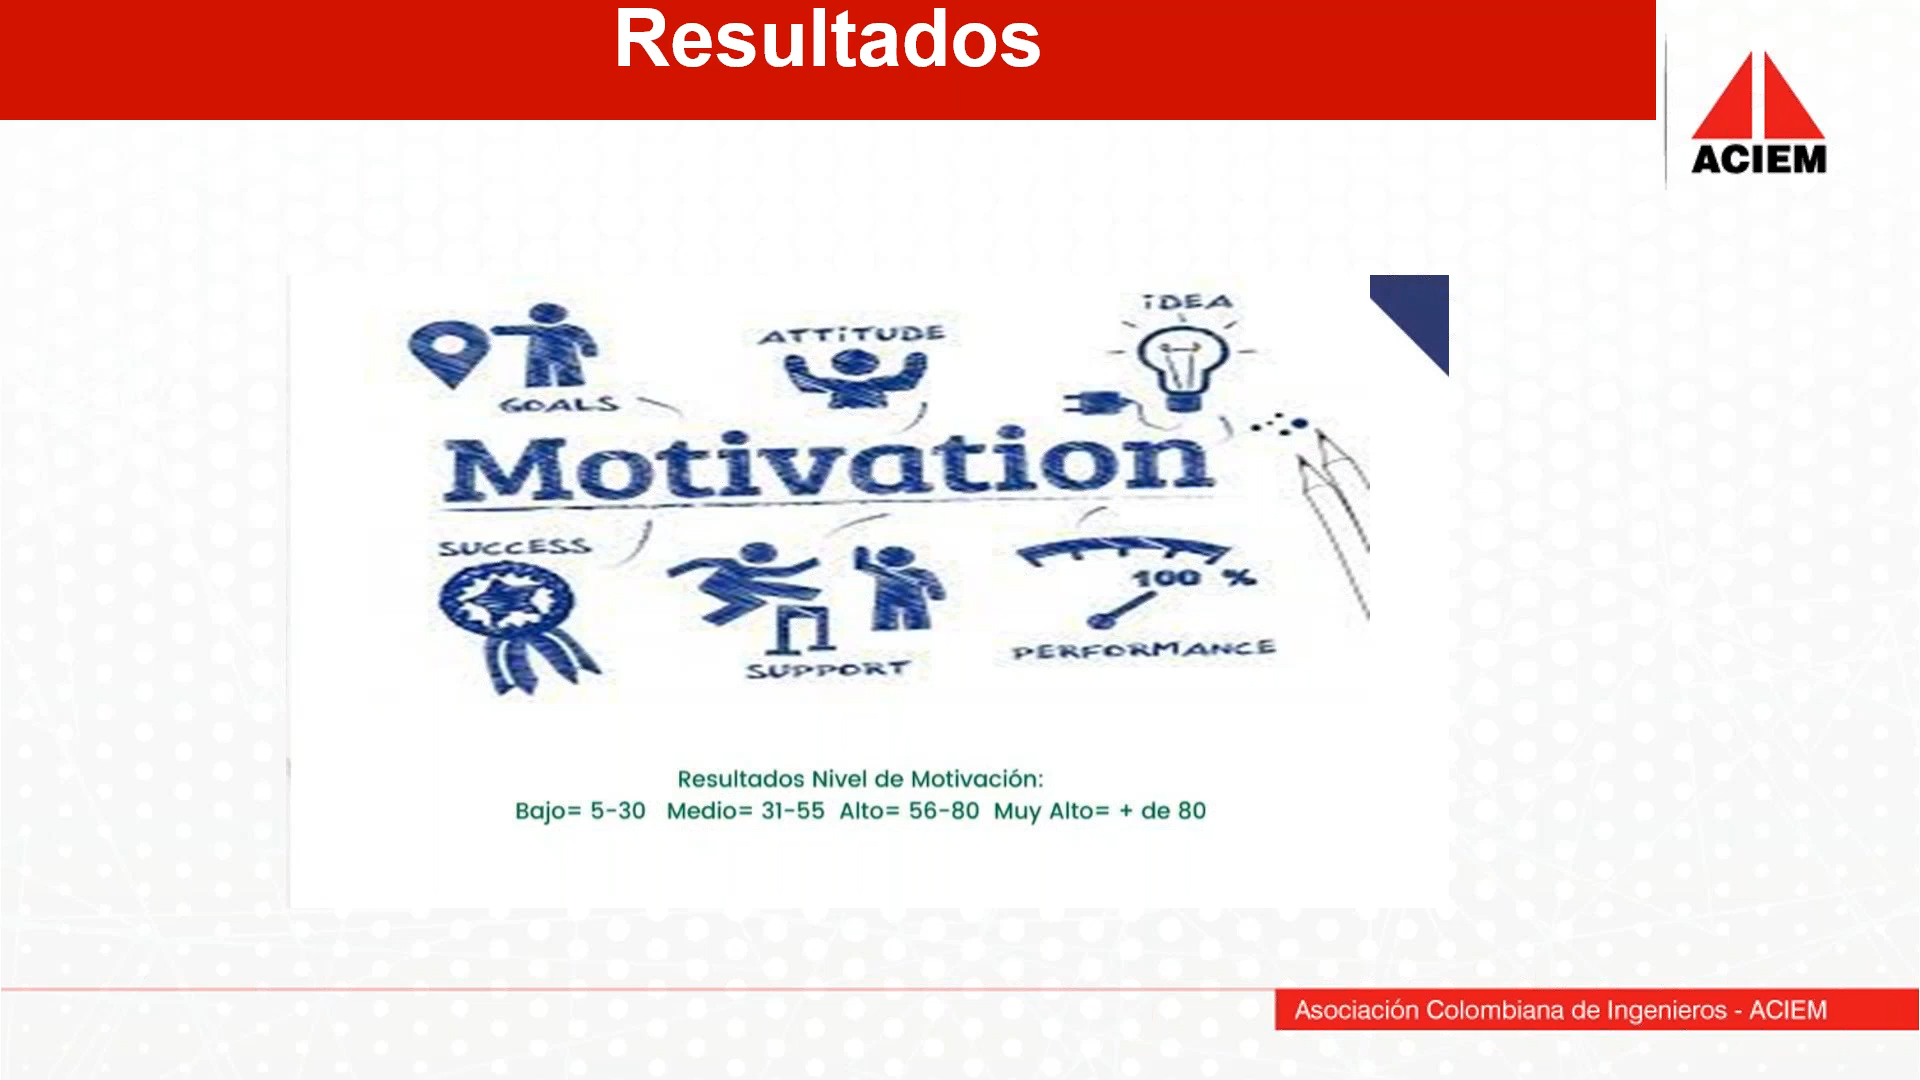 Resultados
ACIEM
GOALS
ATTiTUDE
iDEA
Motivation
SUCCESS
SUPPORT
100 %
PERFORMANCE
Resultados Nivel de Motivación:
Bajo= 5-30 Medio= 31-55 Alto= 56-80 Muy Alto= + de 80
Asociación Colombiana de Ingenieros - ACIEM